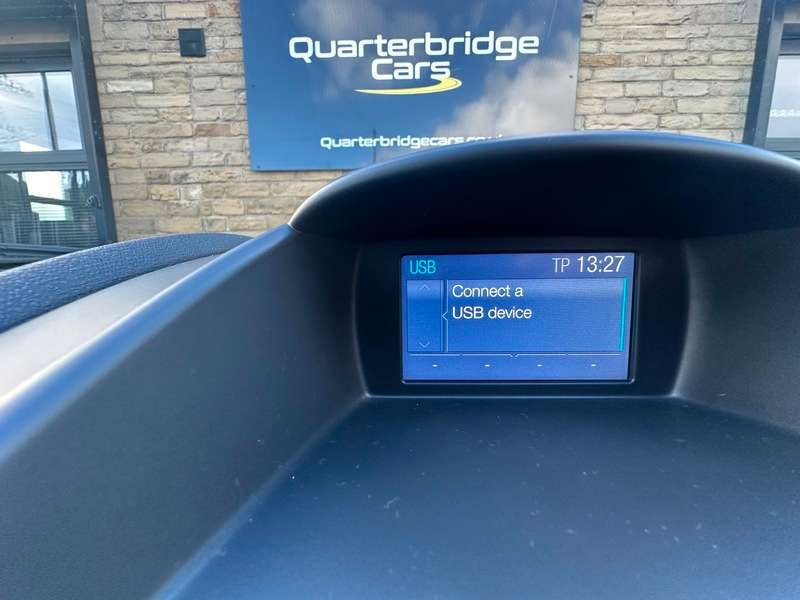 Quarterbridge
Cars
USB TP 13:27
Connect a
USB device